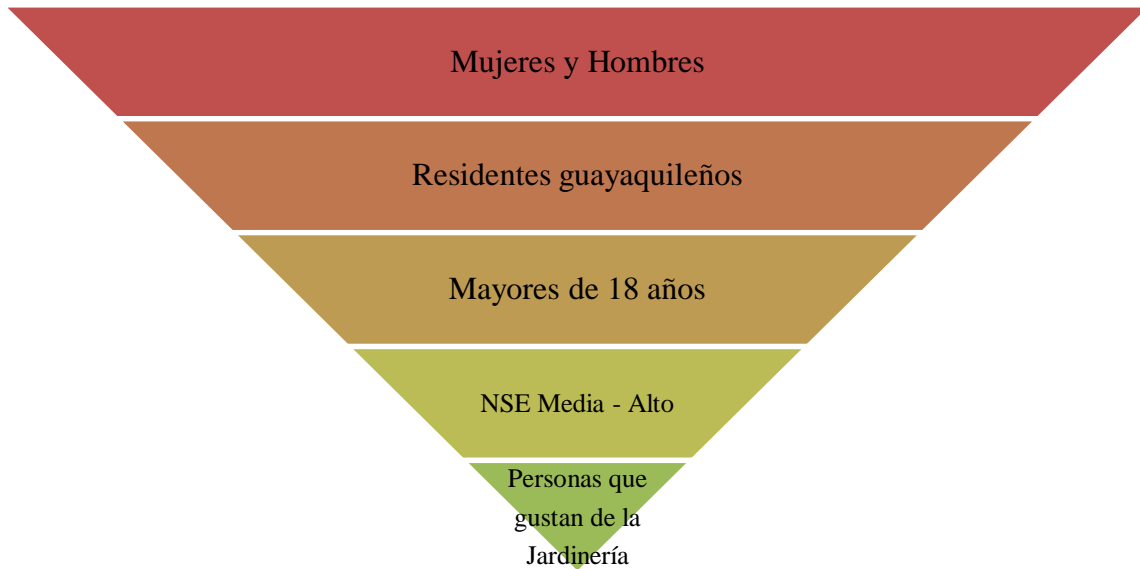 Mujeres y Hombres
Residentes guayaquileños
Mayores de 18 años
NSE Media - Alto
Personas que
gustan de la
Jardinería